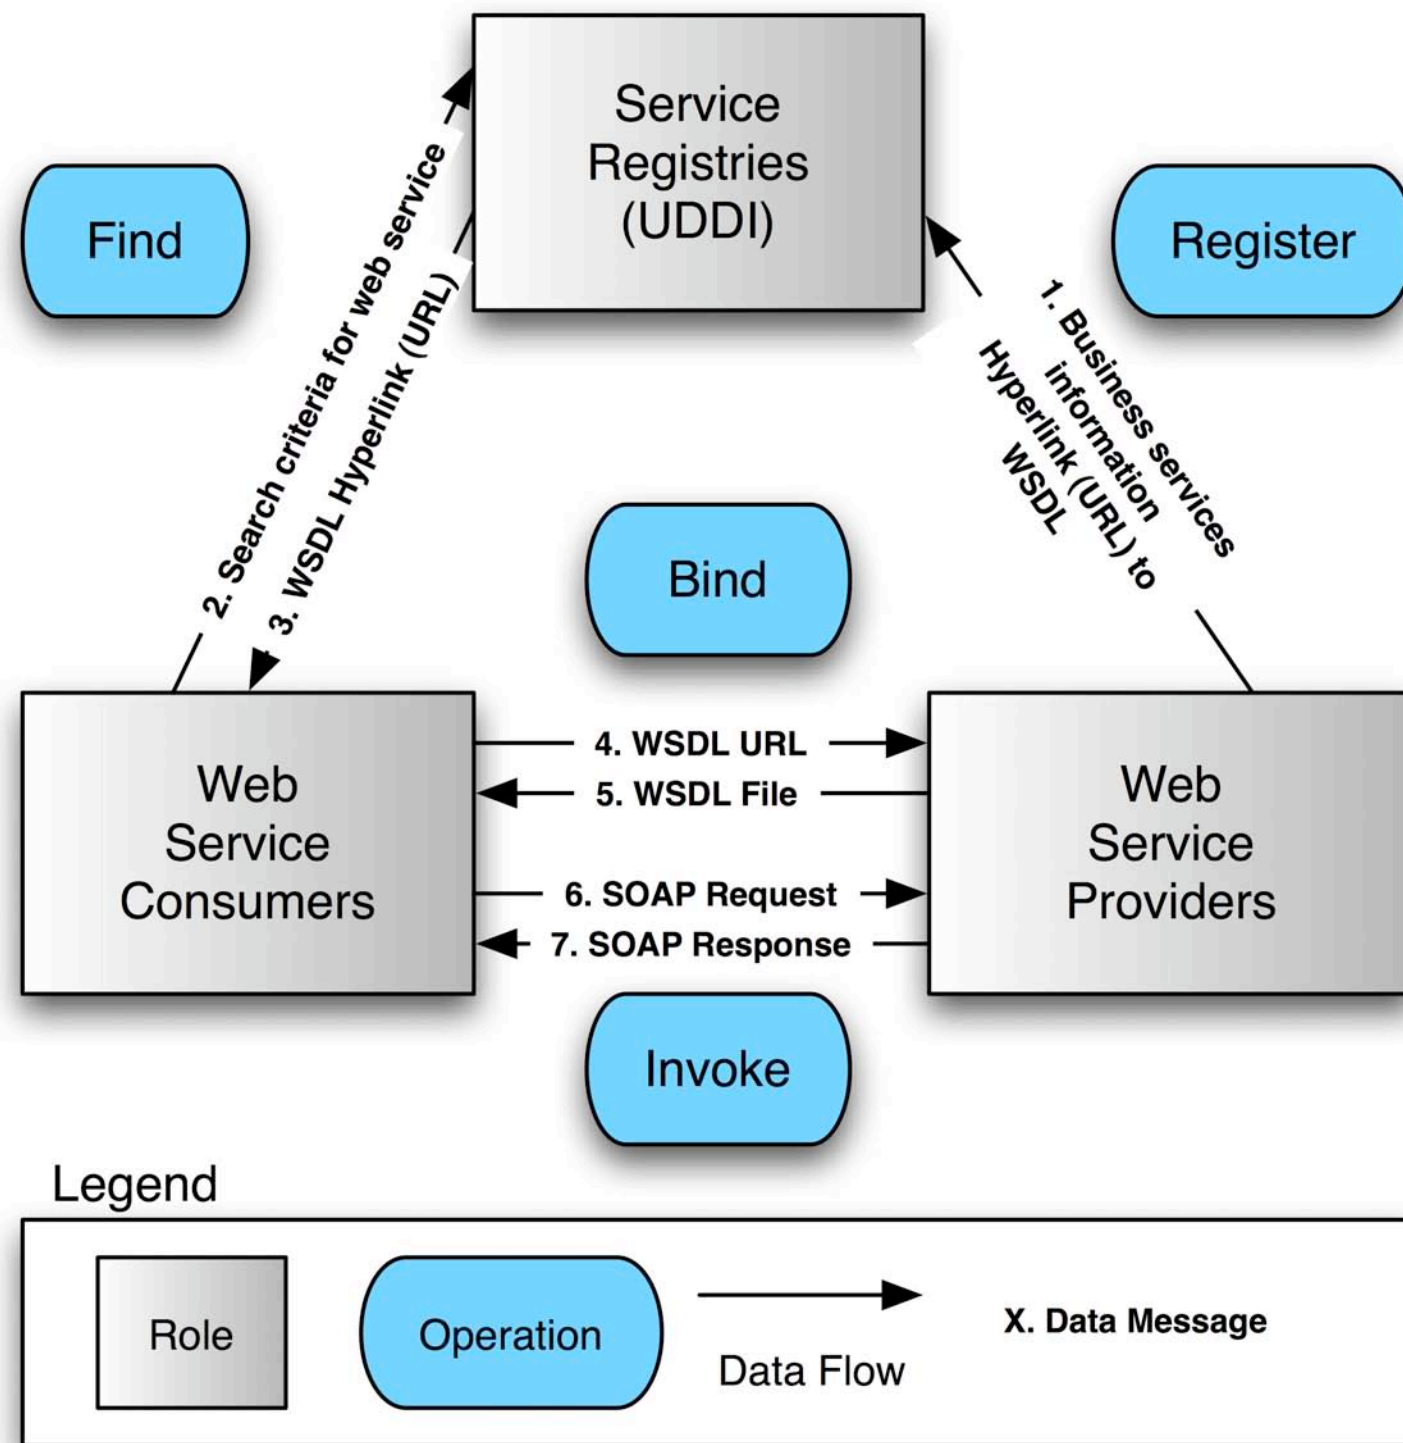 Service
Registries
(UDDI)
Find
Register
2. Search criteria for web service
3. WSDL Hyperlink (URL)
1. Business services
information
Hyperlink (URL) to
WSDL
Bind
Web
Service
Consumers
4. WSDL URL
5. WSDL File
6. SOAP Request
7. SOAP Response
Web
Service
Providers
Invoke
Legend
Role
Operation
Data Flow
X. Data Message